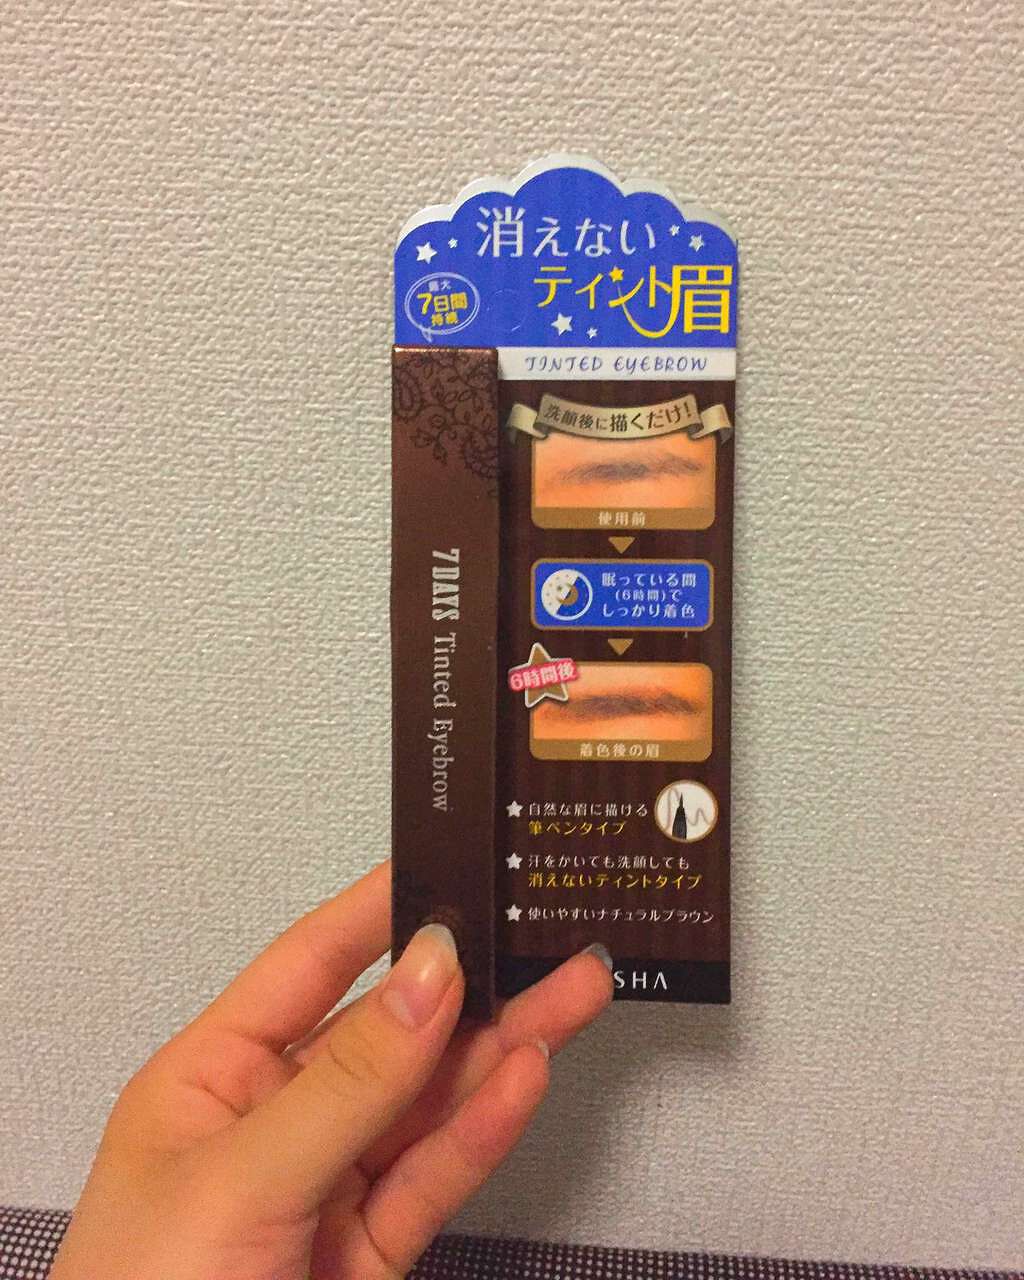 消えない
ティント眉
最大
7日間
持続
TINTED EYEBROW
洗顔後に描くだけ!
使用前
眠っている間
(6時間)で
しっかり着色
6時間後
着色後の眉
7DAYS Tinted Eyebrow
自然な眉に描ける
筆ペンタイプ
汗をかいても洗顔しても
消えないティントタイプ
使いやすいナチュラルブラウン
SHA